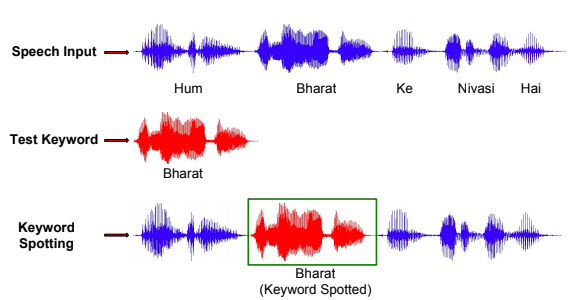 Speech Input
Hum Bharat Ke Nivasi Hai
Test Keyword
Bharat
Keyword
Spotting
Bharat
(Keyword Spotted)